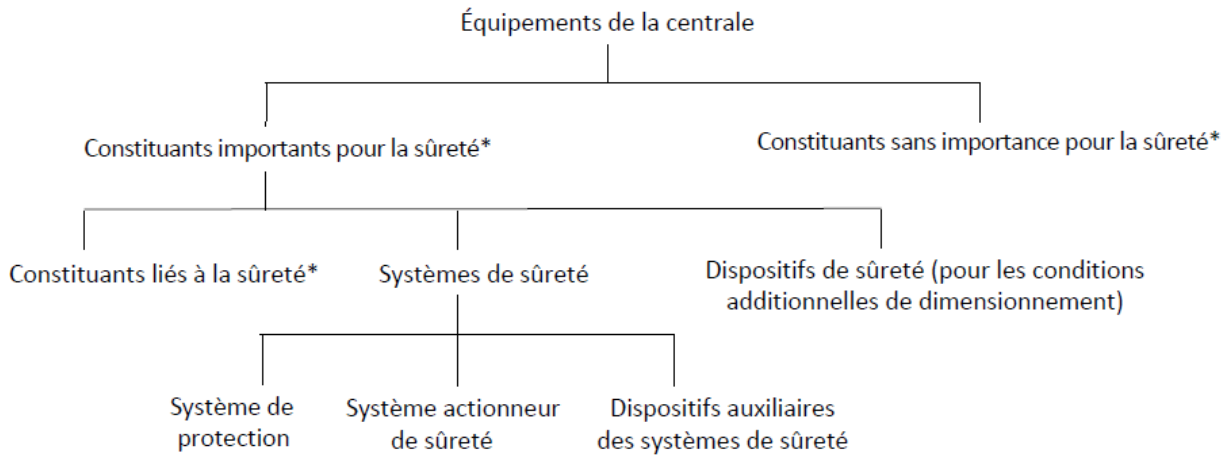 Équipements de la centrale
Constituants importants pour la sûreté*
Constituants sans importance pour la sûreté*
Constituants liés à la sûreté*
Systèmes de sûreté
Dispositifs de sûreté (pour les conditions
additionnelles de dimensionnement)
Système de
protection
Système actionneur
de sûreté
Dispositifs auxiliaires
des systèmes de sûreté